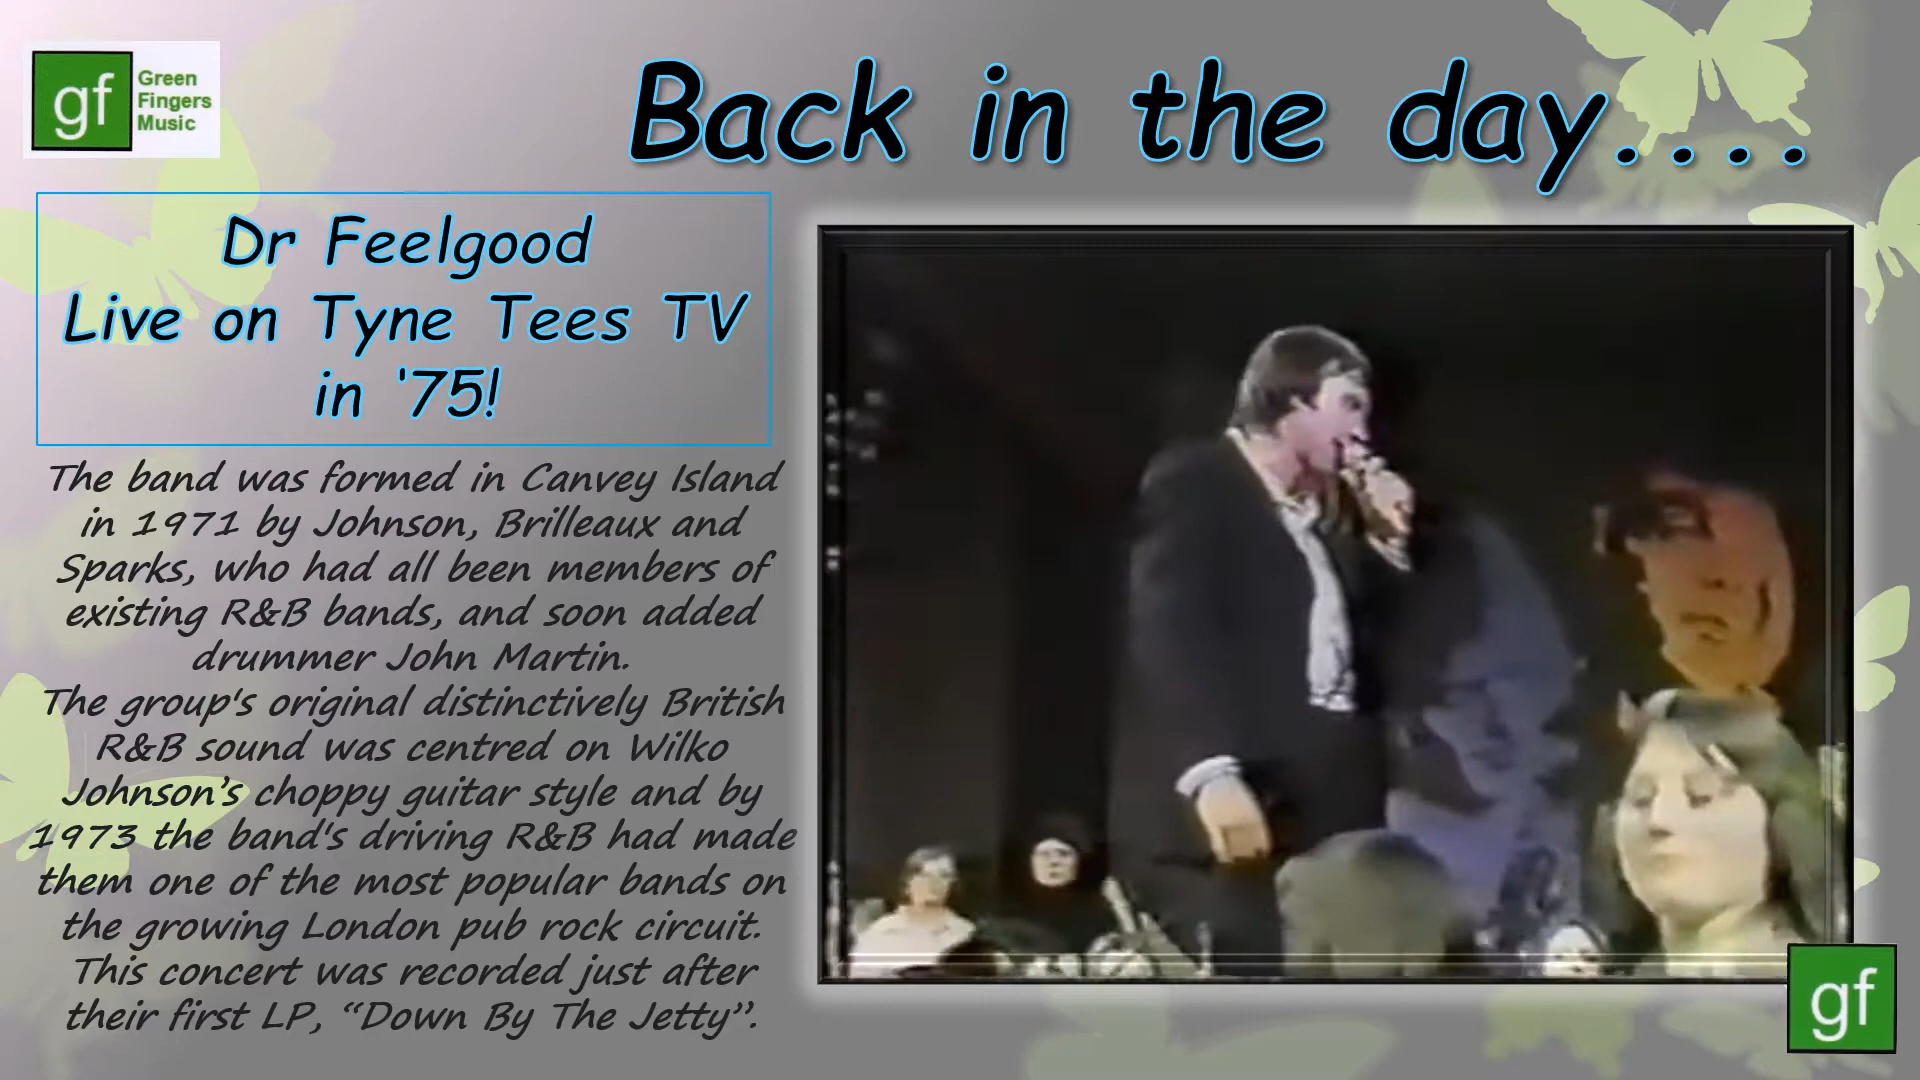 gf
Green
Fingers
Music
Back in the day....
Dr Feelgood
Live on Tyne Tees TV
in '75!
The band was formed in Canvey Island
in 1971 by Johnson, Brilleaux and
Sparks, who had all been members of
existing R&B bands, and soon added
drummer John Martin.
The group's original distinctively British
R&B sound was centred on Wilko
Johnson’s choppy guitar style and by
1973 the band's driving R&B had made
them one of the most popular bands on
the growing London pub rock circuit.
This concert was recorded just after
their first LP, “Down By The Jetty”.
gf